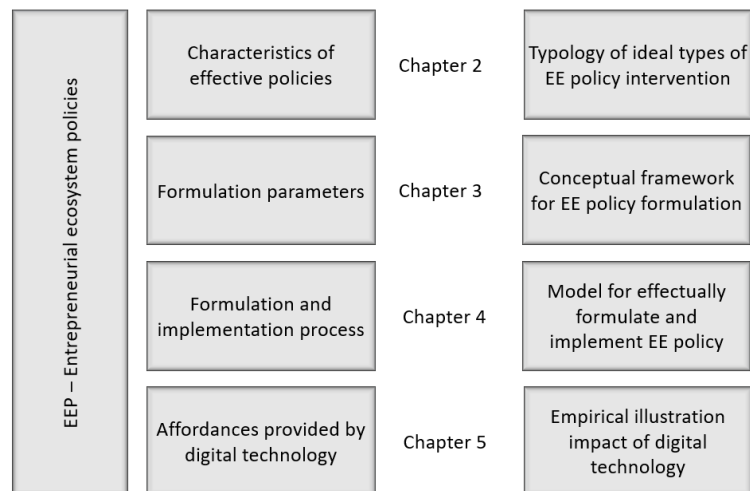 EEP – Entrepreneurial ecosystem policies
Characteristics of
effective policies
Chapter 2
Typology of ideal types of
EE policy intervention
Formulation parameters
Chapter 3
Conceptual framework
for EE policy formulation
Formulation and
implementation process
Chapter 4
Model for effectually
formulate and
implement EE policy
Affordances provided by
digital technology
Chapter 5
Empirical illustration
impact of digital
technology